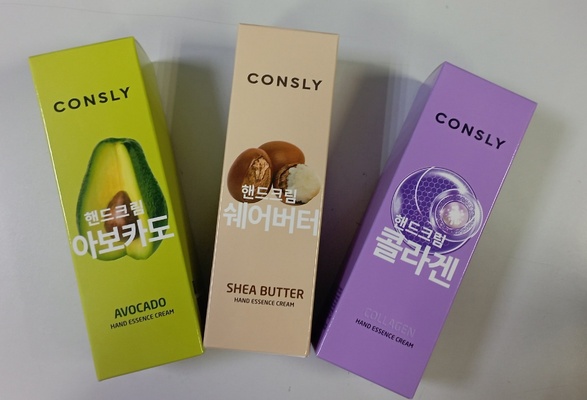 CONSLY
핸드크림
아보카도
AVOCADO
HAND ESSENCE CREAM
CONSLY
핸드크림
쉐어버터
SHEA BUTTER
HAND ESSENCE CREAM
CONSLY
핸드크림
콜라겐
COLLAGEN
HAND ESSENCE CREAM